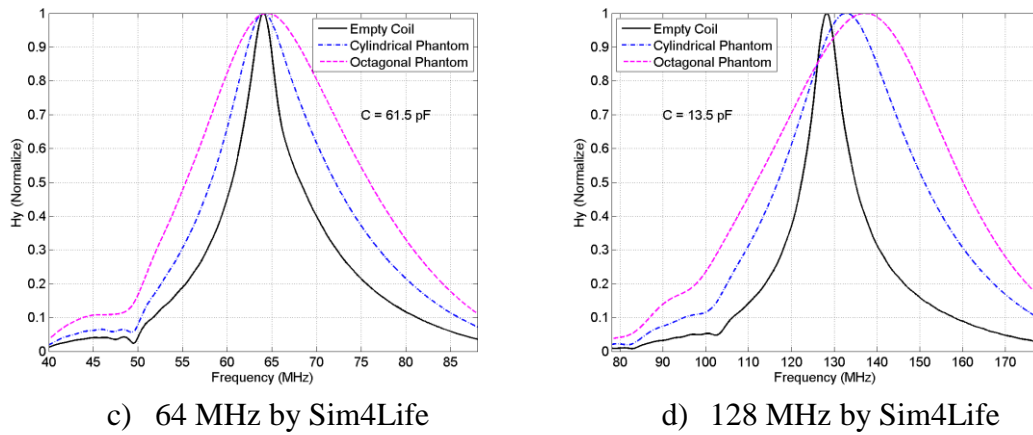 1
0.9
0.8
0.7
0.6
0.5
0.4
0.3
0.2
0.1
0
Hy (Normalize)
Empty Coil
Cylindrical Phantom
Octagonal Phantom
C = 61.5 pF
40 45 50 55 60 65 70 75 80 85
Frequency (MHz)
c) 64 MHz by Sim4Life
1
0.9
0.8
0.7
0.6
0.5
0.4
0.3
0.2
0.1
0
Hy (Normalize)
Empty Coil
Cylindrical Phantom
Octagonal Phantom
C = 13.5 pF
80 90 100 110 120 130 140 150 160 170
Frequency (MHz)
d) 128 MHz by Sim4Life